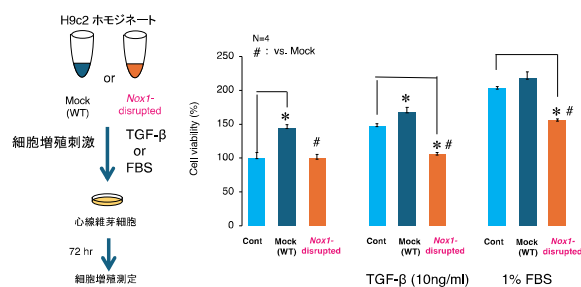 H9c2 ホモジネート
or
Mock
(WT)
Nox1-
disrupted
細胞増殖刺激
TGF-β
or
FBS
心線維芽細胞
72 hr
細胞増殖測定
N=4
# : vs. Mock
Cell viability (%)
250
200
150
100
50
0
*
#
*
* #
* #
Cont
Mock
(WT)
Nox1-
disrupted
Cont
Mock
(WT)
Nox1-
disrupted
Cont
Mock
(WT)
Nox1-
disrupted
TGF-β (10ng/ml)
1% FBS